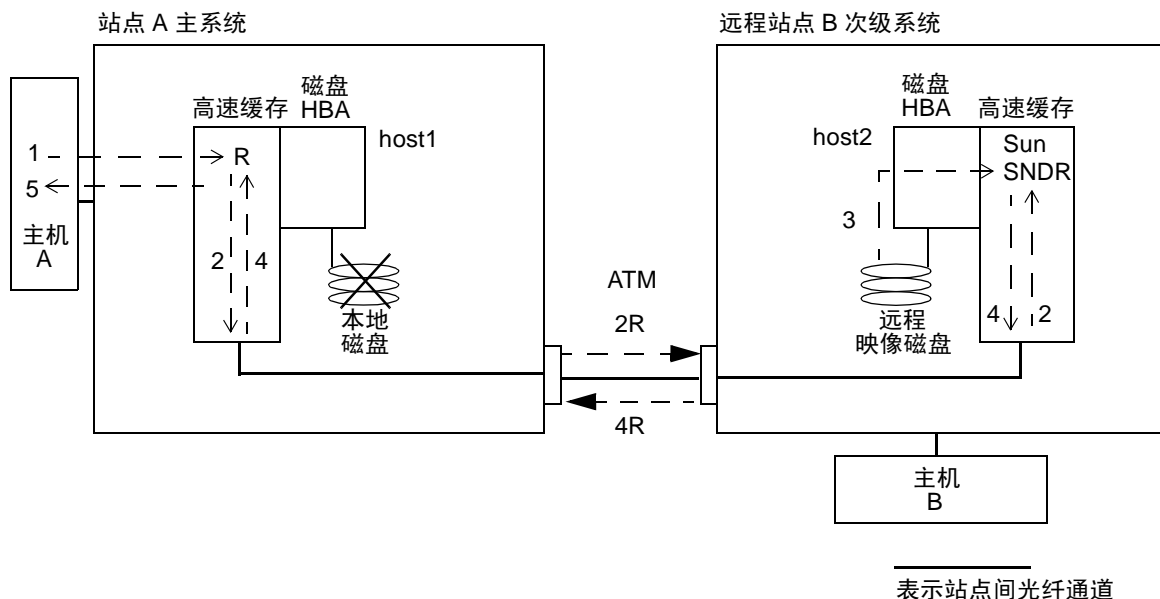 站点 A 主系统
远程站点 B 次级系统
磁盘
HBA
高速缓存
host1
1
R
5
主机
A
2
4
本地
磁盘
ATM
2R
4R
磁盘
HBA
高速缓存
host2
Sun
SNDR
3
4
2
远程
映像磁盘
主机
B
表示站点间光纤通道